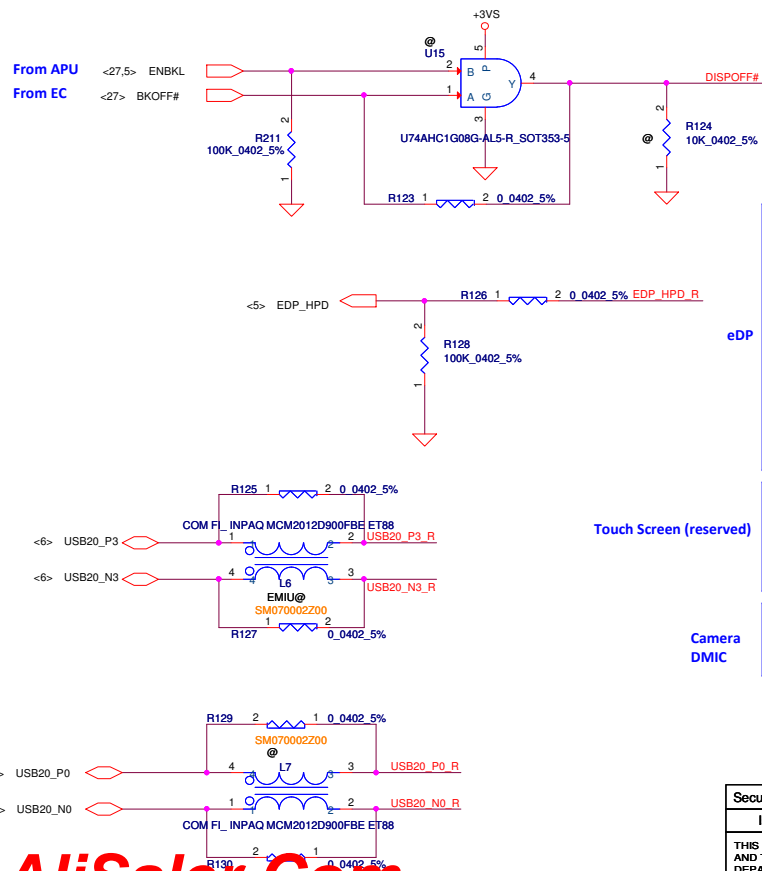 +3VS
@
U15
5
From APU <27,5> ENBKL
2 B P
Y 4
DISPOFF#
From EC <27> BKOFF#
1 A G
3
U74AHC1G08G-AL5-R_SOT353-5
2
R211
100K_0402_5%
1
2
@
R124
10K_0402_5%
1
R123 1 2 0_0402_5%
<5> EDP_HPD
R126 1 2 0_0402_5% EDP_HPD_R
2
R128
100K_0402_5%
1
eDP
R125 1 2 0_0402_5%
COM FI_ INPAQ MCM2012D900FBE ET88
<6> USB20_P3 1 2 USB20_P3_R
Touch Screen (reserved)
<6> USB20_N3 4 3
L6
USB20_N3_R
EMIU@
SM070002Z00
1 2
R127 0_0402_5%
Camera
DMIC
R129 2 1 0_0402_5%
SM070002Z00
@
L7
> USB20_P0 4 3 USB20_P0_R
> USB20_N0 1 2 USB20_N0_R
COM FI_ INPAQ MCM2012D900FBE ET88
2 1
R130 0_0402_5%
Secu
THIS
AND
DEPA